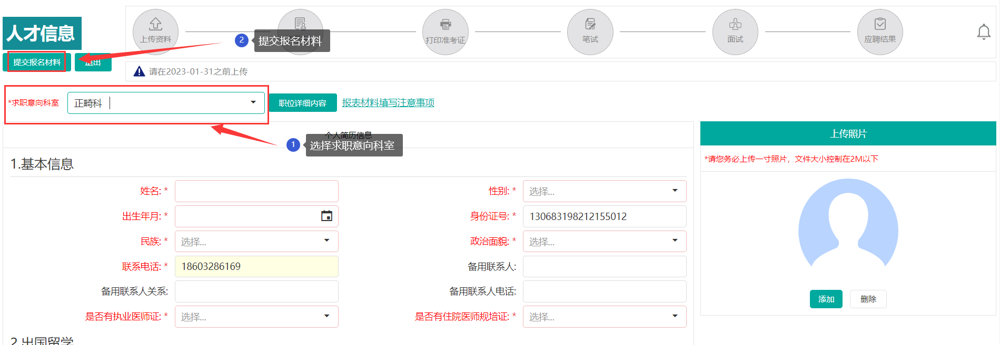 人才信息
提交报名材料
退出
上传资料
打印准考证
笔试
面试
应聘结果
2 提交报名材料
请在2023-01-31之前上传
*求职意向科室 正畸科
职位详细内容 报表材料填写注意事项
个人简历信息
1 选择求职意向科室
1.基本信息
姓名: *
性别: * 选择...
出生年月: *
身份证号: * 130683198212155012
民族: * 选择...
政治面貌: * 选择...
联系电话: * 18603286169
备用联系人:
备用联系人关系:
备用联系人电话:
是否有执业医师证: * 选择...
是否有住院医师规培证: * 选择...
2.出国留学
上传照片
*请您务必上传一寸照片，文件大小控制在2M以下
添加 删除